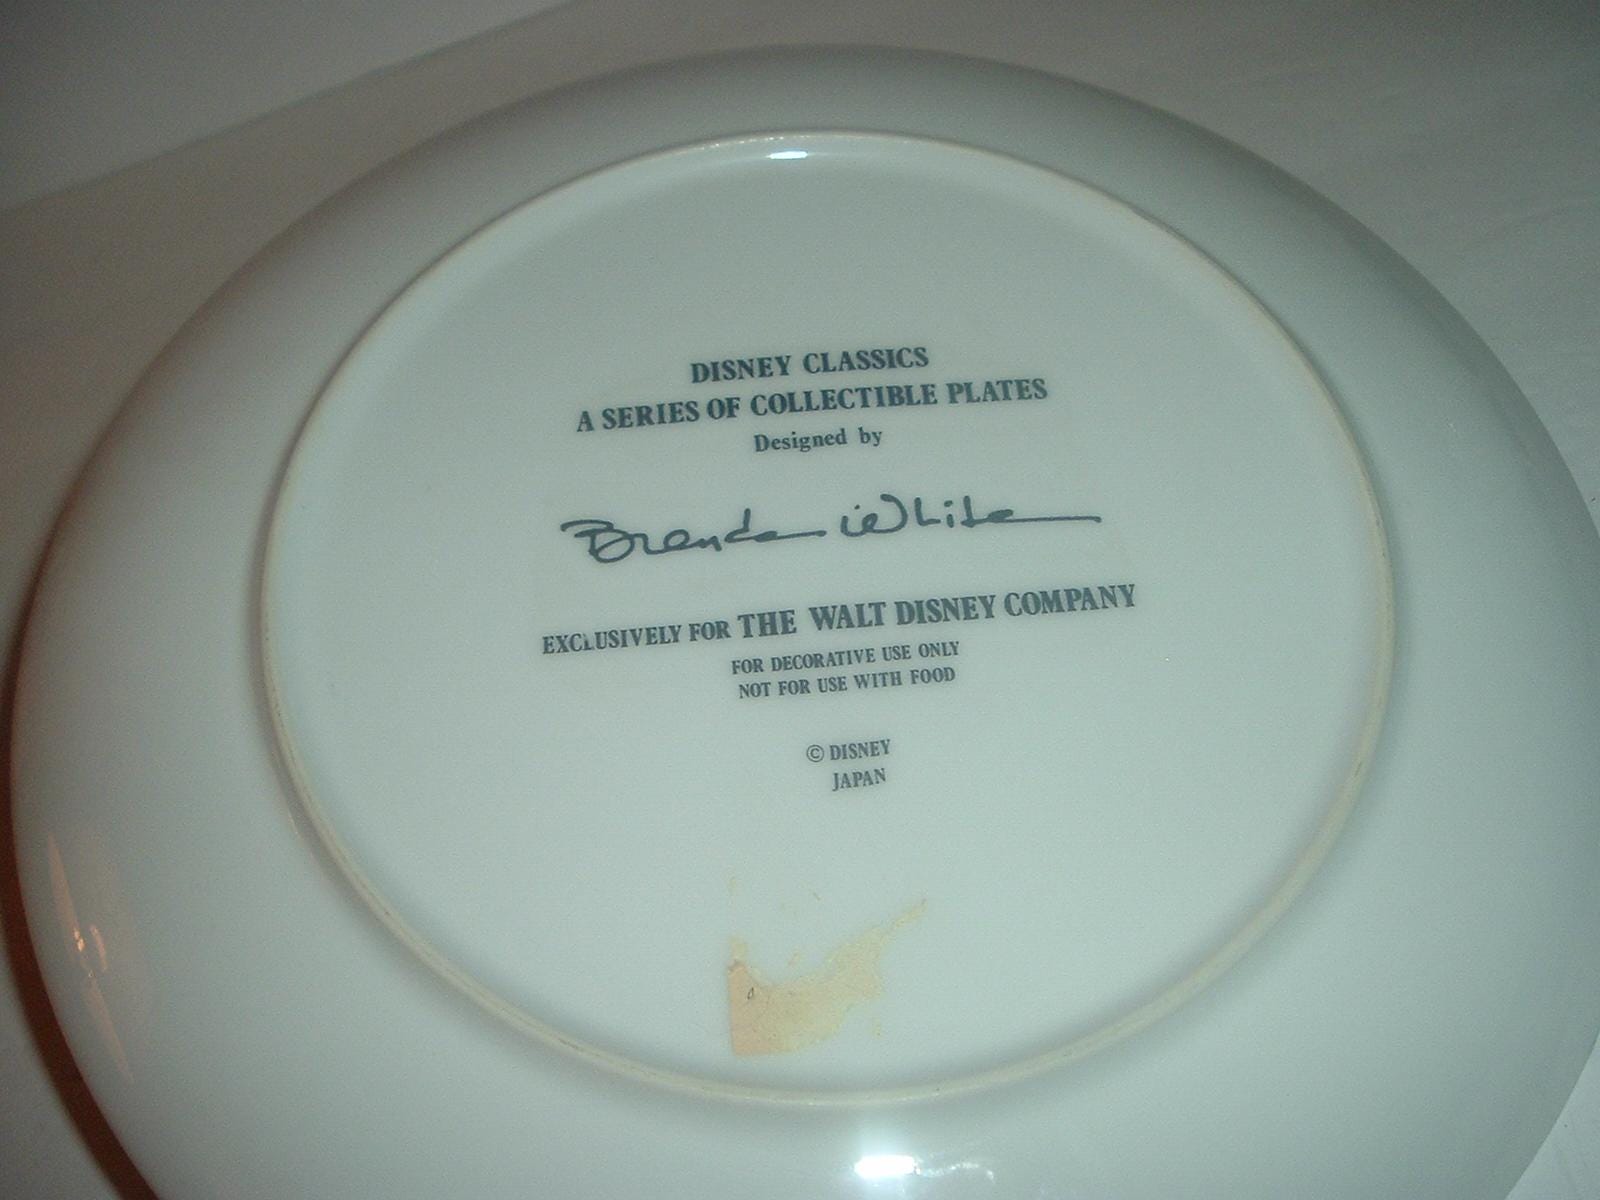 DISNEY CLASSICS
A SERIES OF COLLECTIBLE PLATES
Designed by
Brenda White
EXCLUSIVELY FOR THE WALT DISNEY COMPANY
FOR DECORATIVE USE ONLY
NOT FOR USE WITH FOOD
© DISNEY
JAPAN